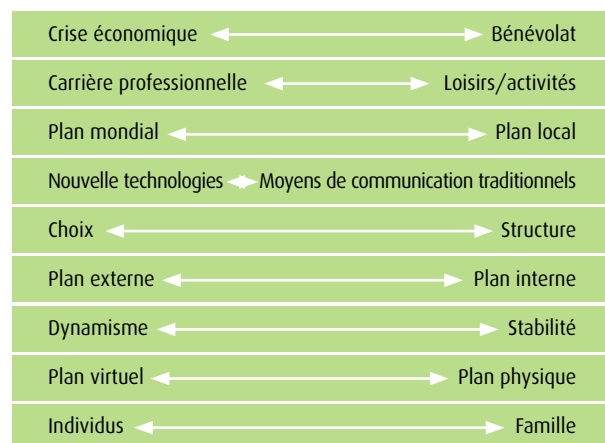 Crise économique Bénévolat
Carrière professionnelle Loisirs/activités
Plan mondial Plan local
Nouvelle technologies Moyens de communication traditionnels
Choix Structure
Plan externe Plan interne
Dynamisme Stabilité
Plan virtuel Plan physique
Individus Famille